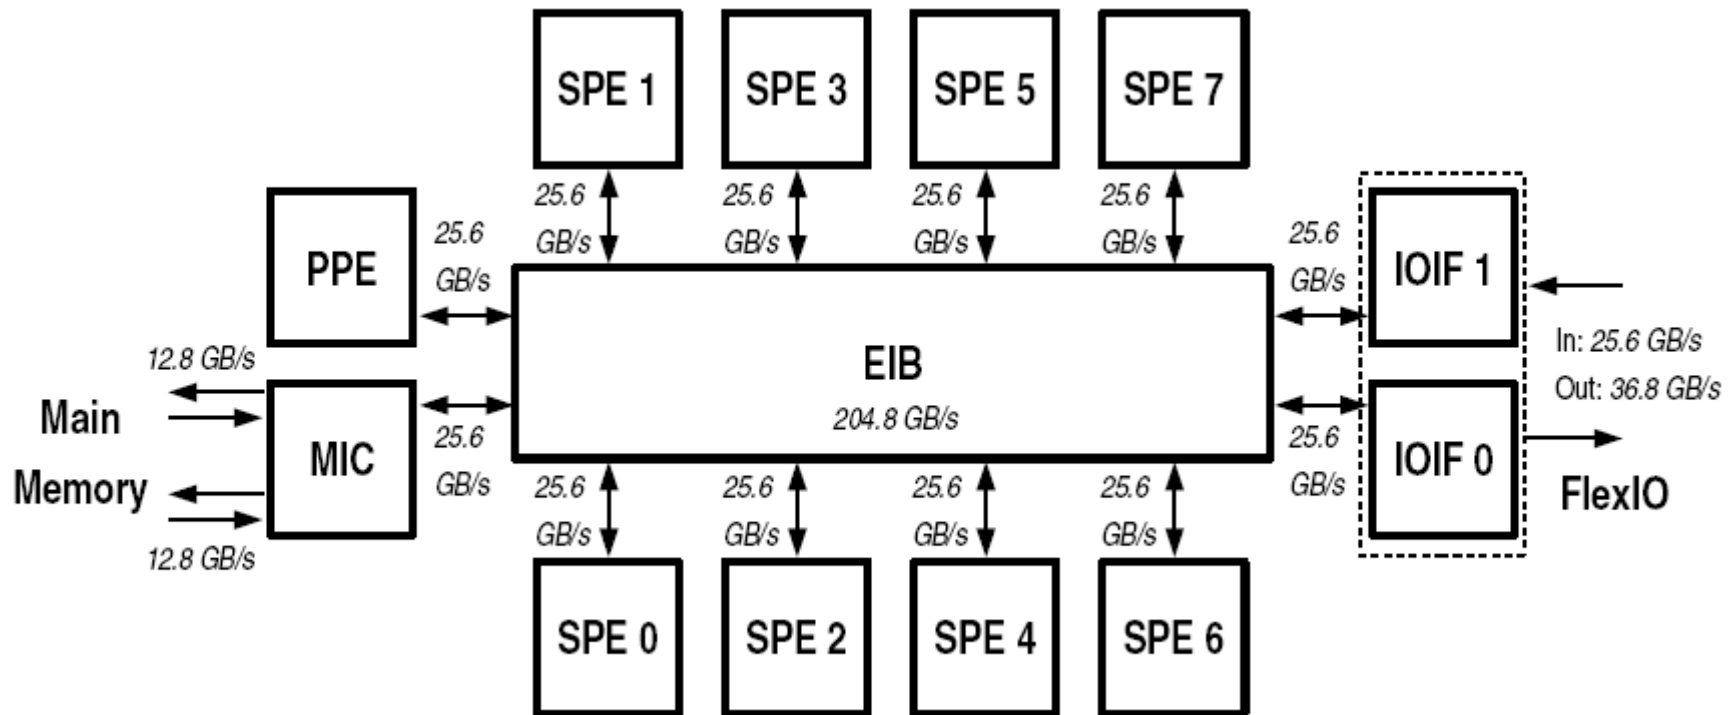 SPE 1
SPE 3
SPE 5
SPE 7
25.6
GB/s
25.6
GB/s
25.6
GB/s
25.6
GB/s
PPE
25.6
GB/s
25.6
GB/s
IOIF 1
EIB
204.8 GB/s
12.8 GB/s
Main
Memory
12.8 GB/s
MIC
25.6
GB/s
25.6
GB/s
IOIF 0
In: 25.6 GB/s
Out: 36.8 GB/s
FlexIO
25.6
GB/s
25.6
GB/s
25.6
GB/s
25.6
GB/s
SPE 0
SPE 2
SPE 4
SPE 6